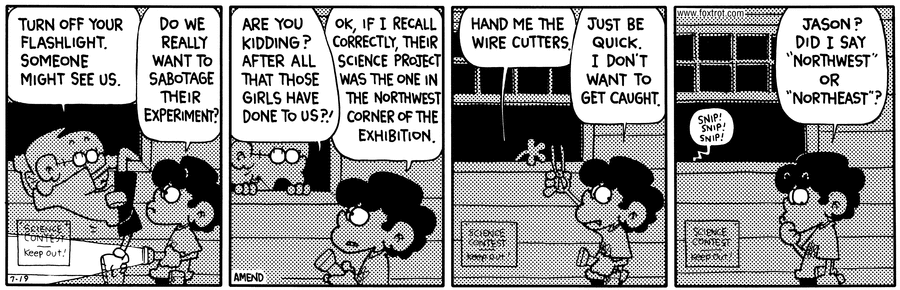 TURN OFF YOUR
FLASHLIGHT.
SOMEONE
MIGHT SEE US.
DO WE
REALLY
WANT TO
SABOTAGE
THEIR
EXPERIMENT?
SCIENCE
CONTEST
Keep out!
7-19
ARE YOU
KIDDING?
AFTER ALL
THAT THOSE
GIRLS HAVE
DONE TO US?!
OK, IF I RECALL
CORRECTLY, THEIR
SCIENCE PROJECT
WAS THE ONE IN
THE NORTHWEST
CORNER OF THE
EXHIBITION.
AMEND
HAND ME THE
WIRE CUTTERS.
JUST BE
QUICK.
I DON'T
WANT TO
GET CAUGHT.
SCIENCE
CONTEST
Keep out!
www.foxtrot.com
SNIP!
SNIP!
SNIP!
JASON?
DID I SAY
"NORTHWEST"
OR
"NORTHEAST"?
SCIENCE
CONTEST
Keep out!